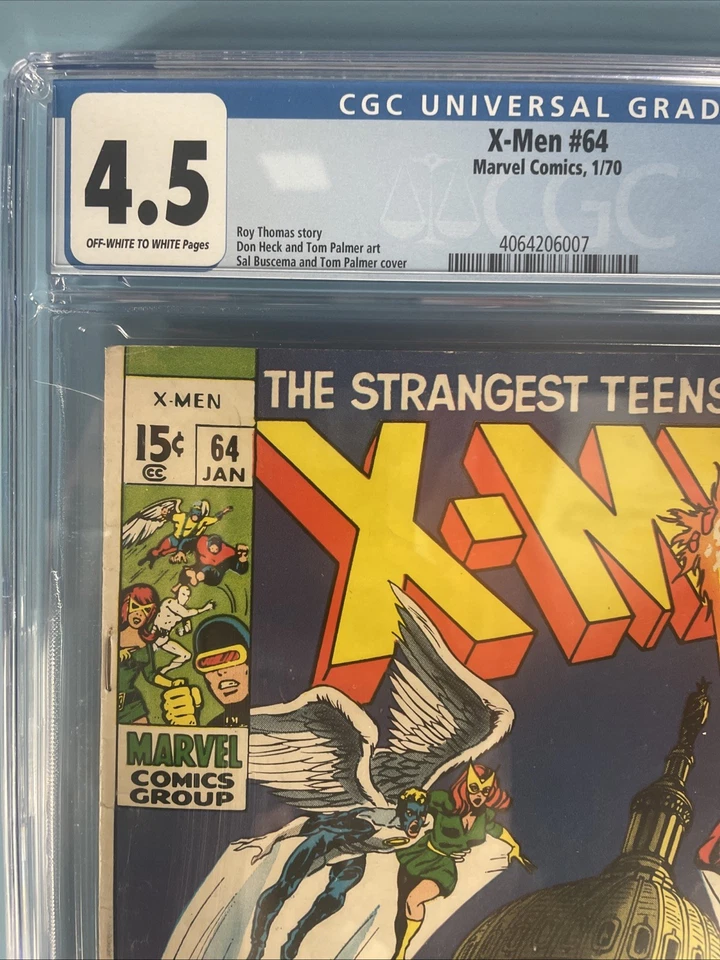 CGC UNIVERSAL GRAD
4.5
OFF-WHITE TO WHITE Pages
X-Men #64
Marvel Comics, 1/70
CGC
Roy Thomas story
Don Heck and Tom Palmer art
Sal Buscema and Tom Palmer cover
4064206007
X-MEN
15¢
CC
64
JAN
THE STRANGEST TEENS
X-M
MARVEL
COMICS
GROUP